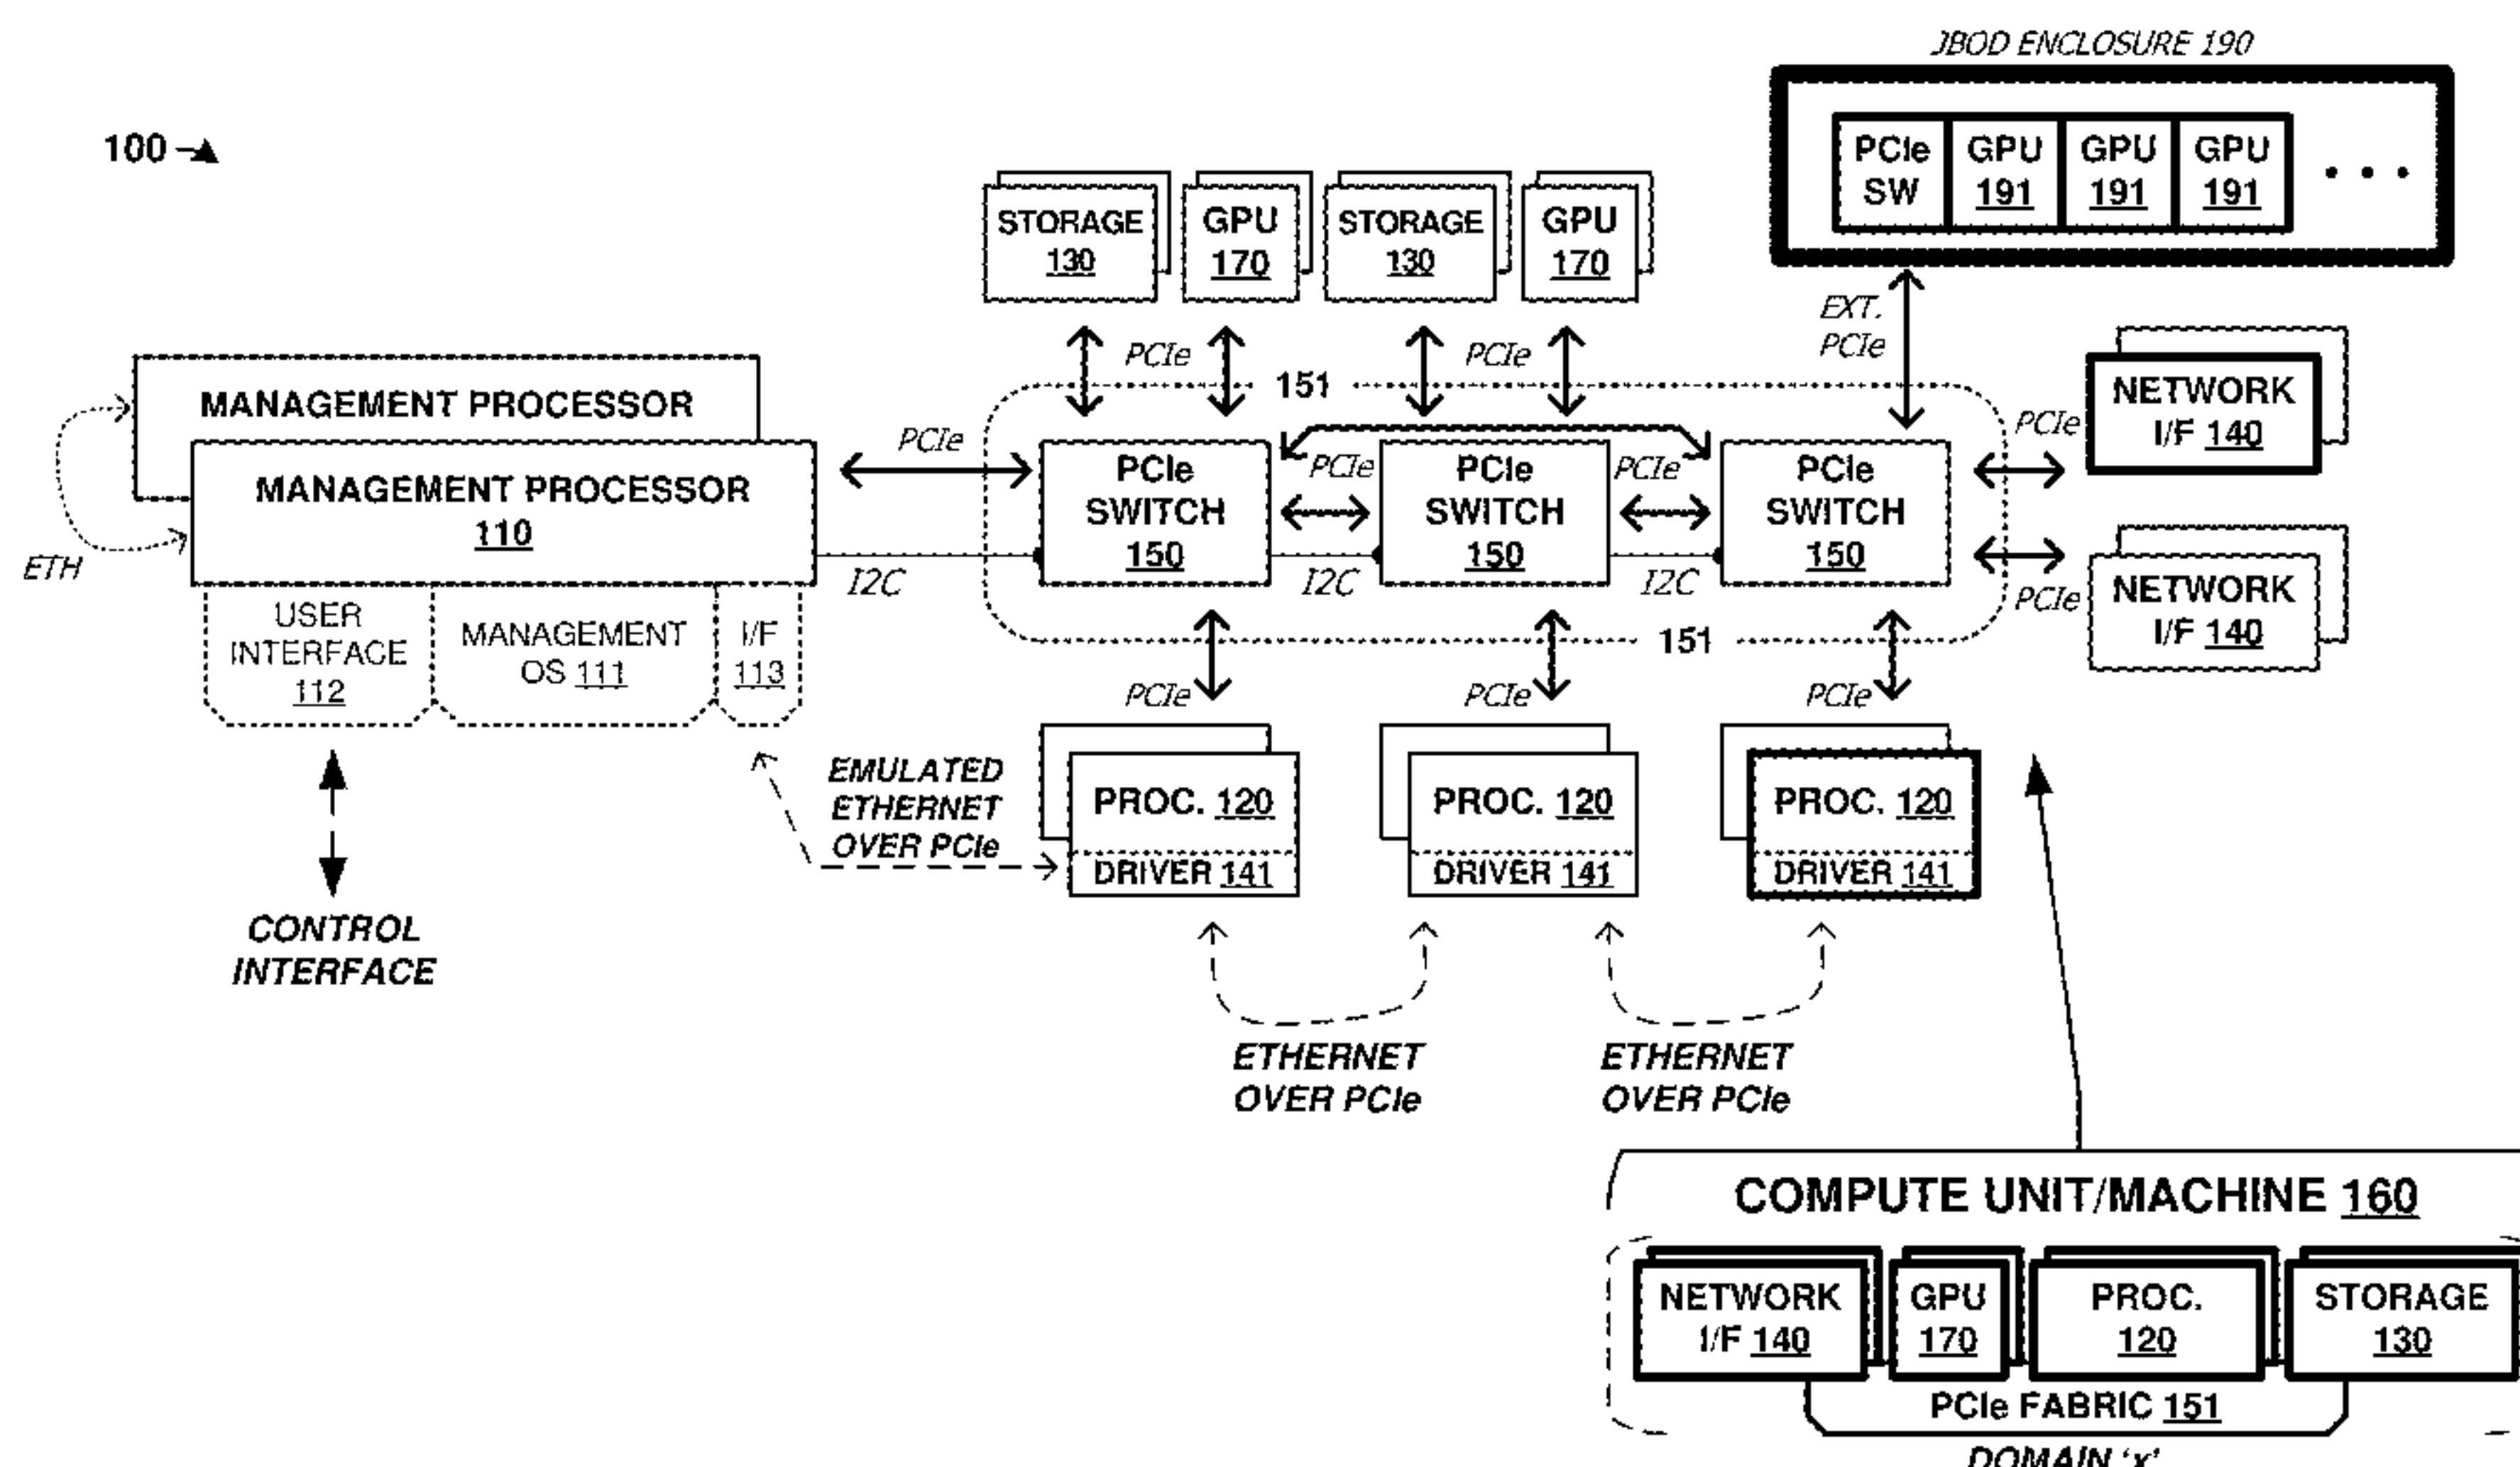 JBOD ENCLOSURE 190
100
PCIe SW
GPU 191
GPU 191
GPU 191
• • •
STORAGE
130
GPU
170
STORAGE
130
GPU
170
EXT.
PCIe
PCIe
PCIe
151
MANAGEMENT PROCESSOR
MANAGEMENT PROCESSOR
110
ETH
PCIe
I2C
PCIe
SWITCH
150
PCIe
I2C
PCIe
SWITCH
150
PCIe
I2C
PCIe
SWITCH
150
PCIe
NETWORK
I/F 140
PCIe
NETWORK
I/F 140
151
USER
INTERFACE
112
MANAGEMENT
OS 111
I/F
113
PCIe
PCIe
PCIe
EMULATED
ETHERNET
OVER PCIe
PROC. 120
DRIVER 141
PROC. 120
DRIVER 141
PROC. 120
DRIVER 141
CONTROL
INTERFACE
ETHERNET
OVER PCIe
ETHERNET
OVER PCIe
COMPUTE UNIT/MACHINE 160
NETWORK
I/F 140
GPU
170
PROC.
120
STORAGE
130
PCIe FABRIC 151
DOMAIN 'x'